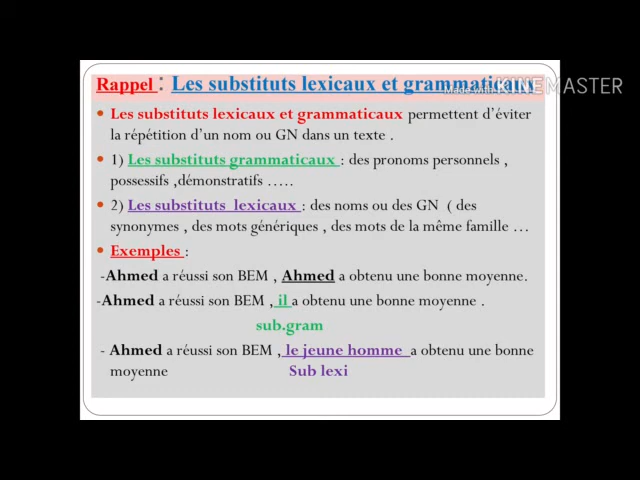 Rappel : Les substituts lexicaux et grammaticaux
Made with KINEMASTER
• Les substituts lexicaux et grammaticaux permettent d'éviter
la répétition d'un nom ou GN dans un texte .
• 1) Les substituts grammaticaux : des pronoms personnels ,
possessifs ,démonstratifs …..
• 2) Les substituts lexicaux : des noms ou des GN ( des
synonymes , des mots génériques , des mots de la même famille …
• Exemples :
-Ahmed a réussi son BEM , Ahmed a obtenu une bonne moyenne.
-Ahmed a réussi son BEM , il a obtenu une bonne moyenne .
sub.gram
- Ahmed a réussi son BEM , le jeune homme a obtenu une bonne
moyenne Sub lexi